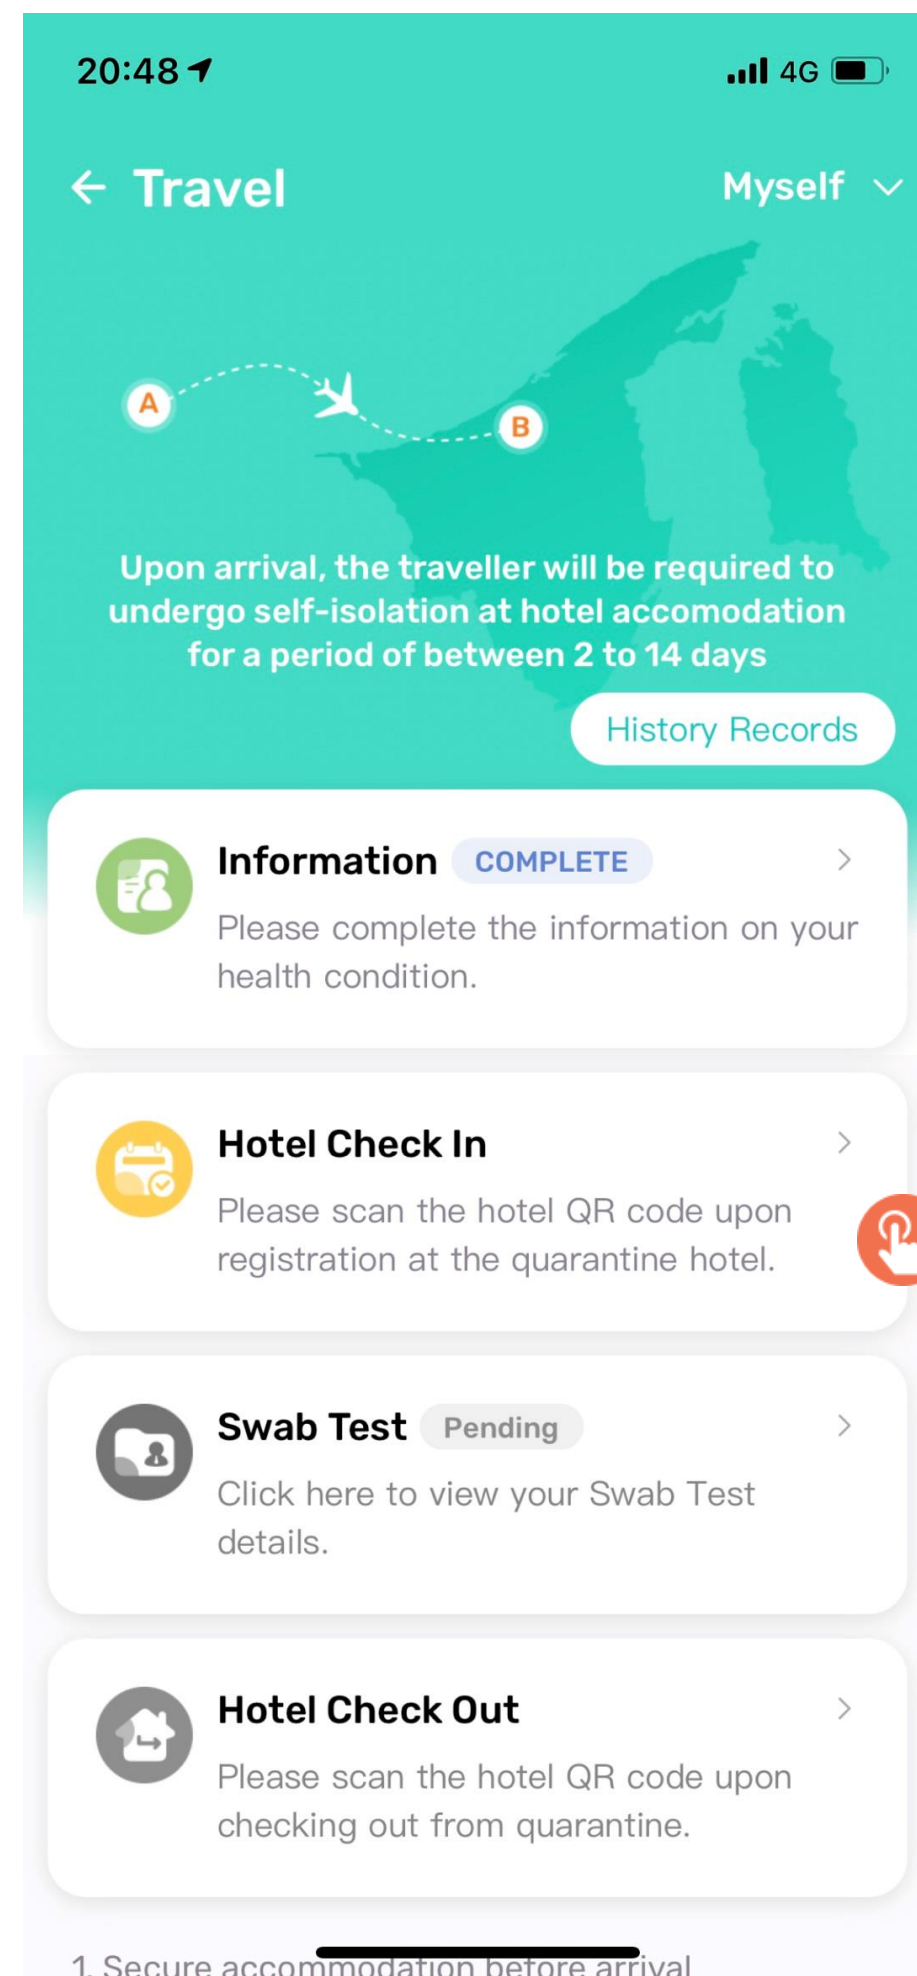 20:48
4G
Travel
Myself
A
B
Upon arrival, the traveller will be required to
undergo self-isolation at hotel accomodation
for a period of between 2 to 14 days
History Records
Information COMPLETE
Please complete the information on your
health condition.
Hotel Check In
Please scan the hotel QR code upon
registration at the quarantine hotel.
Swab Test Pending
Click here to view your Swab Test
details.
Hotel Check Out
Please scan the hotel QR code upon
checking out from quarantine.
1. Secure accommodation before arrival